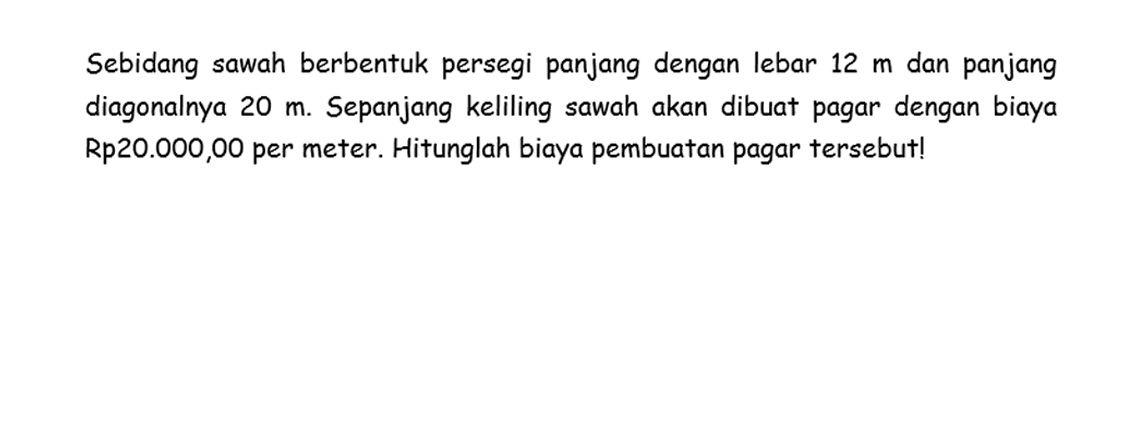 Sebidang sawah berbentuk persegi panjang dengan lebar 12 m dan panjang
diagonalnya 20 m. Sepanjang keliling sawah akan dibuat pagar dengan biaya
Rp20.000,00 per meter. Hitunglah biaya pembuatan pagar tersebut!